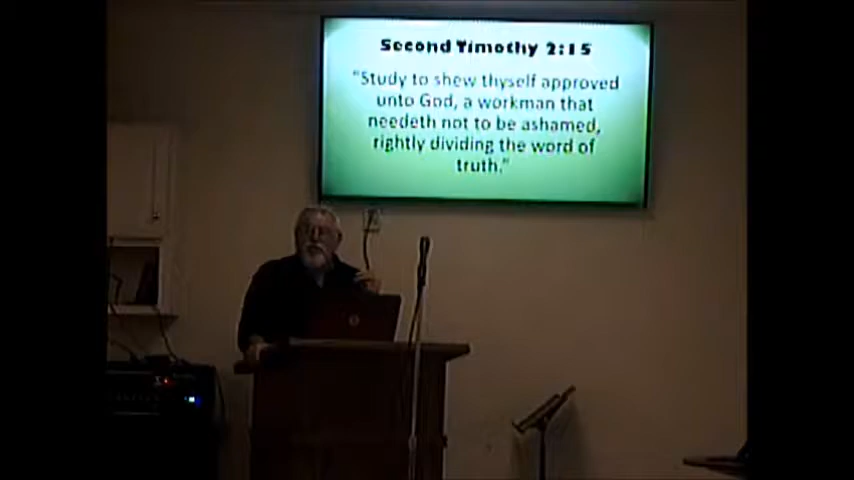 Second Timothy 2:15
"Study to shew thyself approved
unto God, a workman that
needeth not to be ashamed,
rightly dividing the word of
truth."